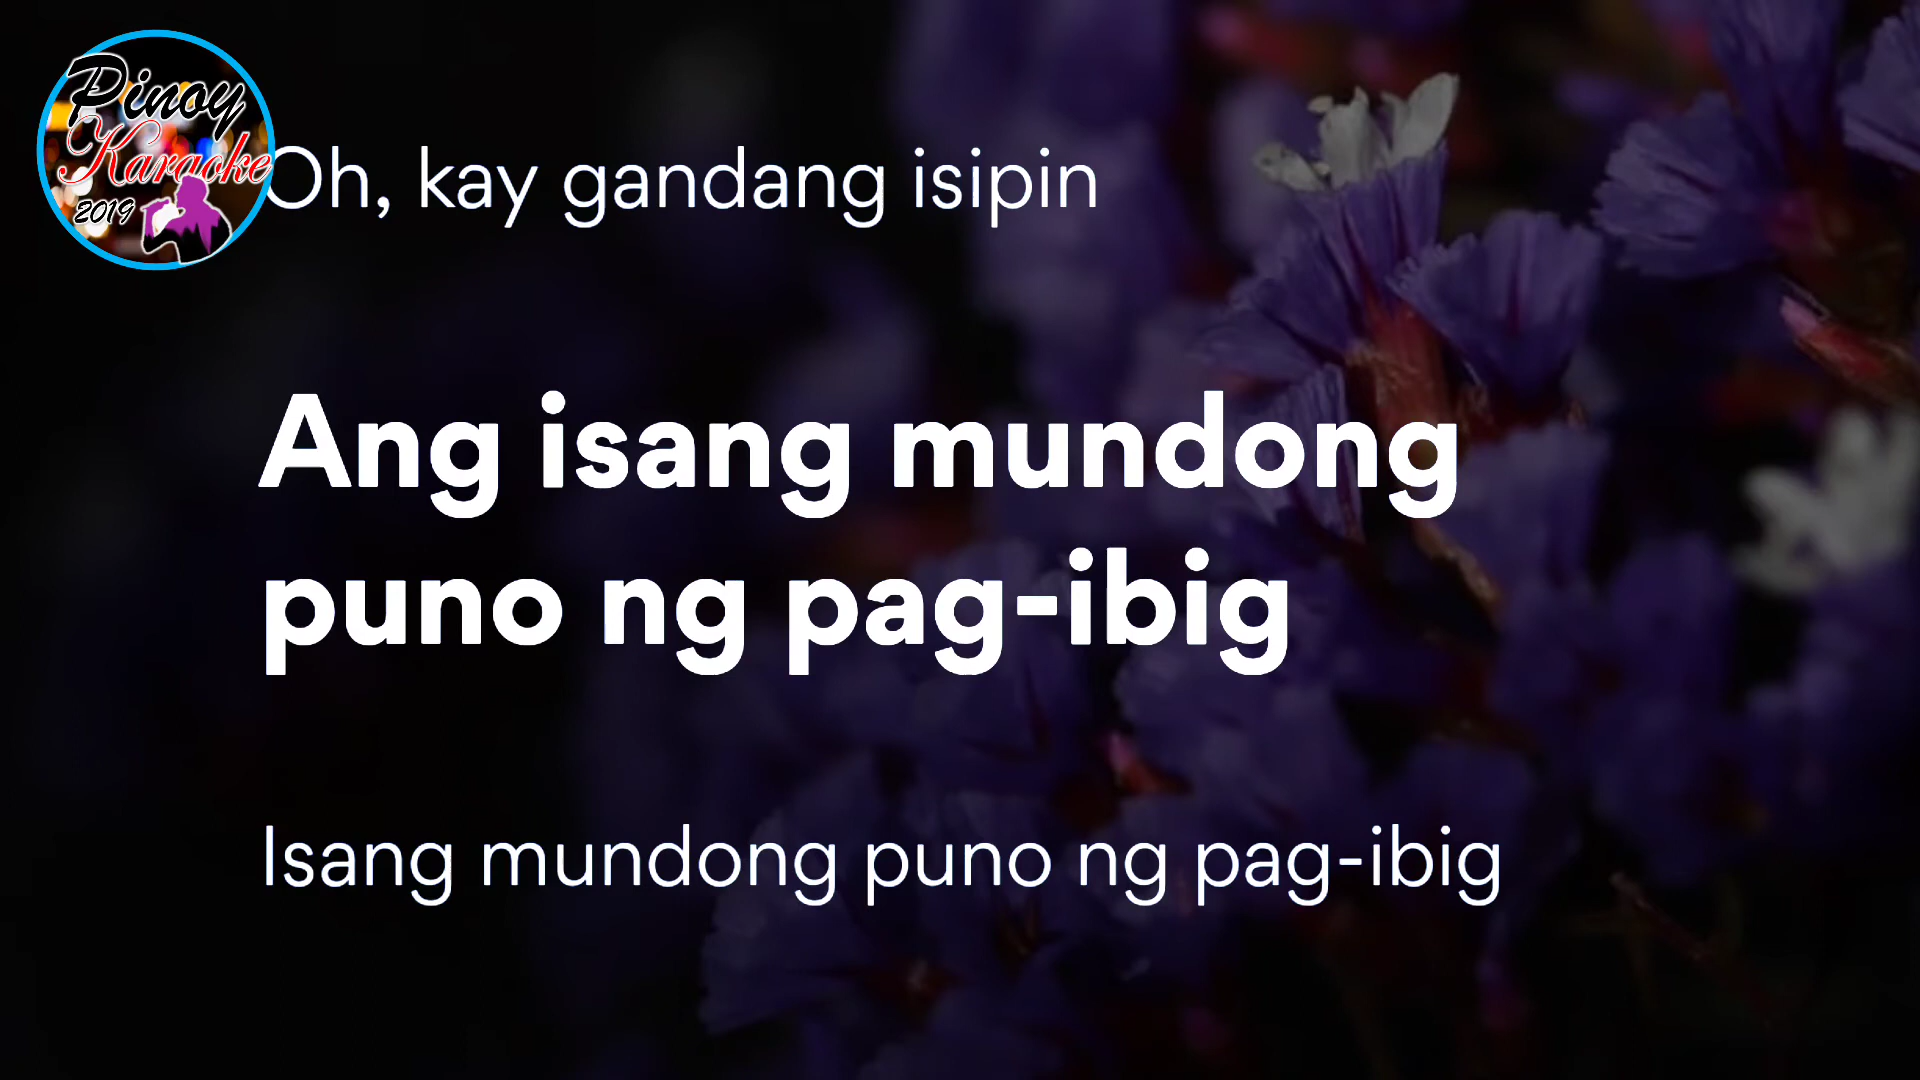 Pinoy
Karaoke
2019
Oh, kay gandang isipin
Ang isang mundong
puno ng pag-ibig
Isang mundong puno ng pag-ibig